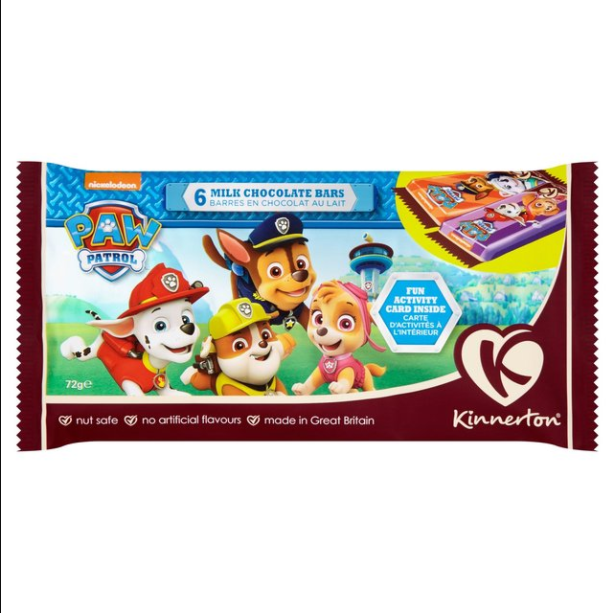 nickelodeon
PAW
PATROL
6 MILK CHOCOLATE BARS
BARRES EN CHOCOLAT AU LAIT
FUN
ACTIVITY
CARD INSIDE
CARTE
D'ACTIVITÉS À
L'INTÉRIEUR
72g℮
nut safe no artificial flavours made in Great Britain
K
Kinnerton®